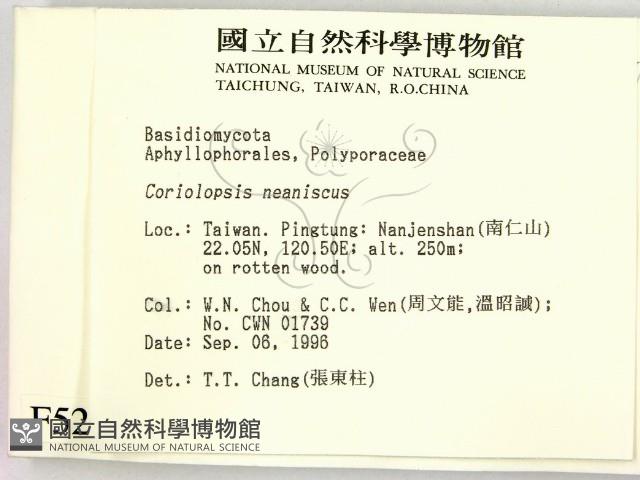 國立自然科學博物館
NATIONAL MUSEUM OF NATURAL SCIENCE
TAICHUNG, TAIWAN, R.O.CHINA
Basidiomycota
Aphyllophorales, Polyporaceae
Coriolopsis neaniscus
Loc.: Taiwan. Pingtung: Nanjenshan(南仁山)
22.05N, 120.50E; alt. 250m;
on rotten wood.
Col.: W.N. Chou & C.C. Wen(周文能,溫昭誠);
No. CWN 01739
Date: Sep. 06, 1996
Det.: T.T. Chang(張東柱)
F52
國立自然科學博物館
NATIONAL MUSEUM OF NATURAL SCIENCE